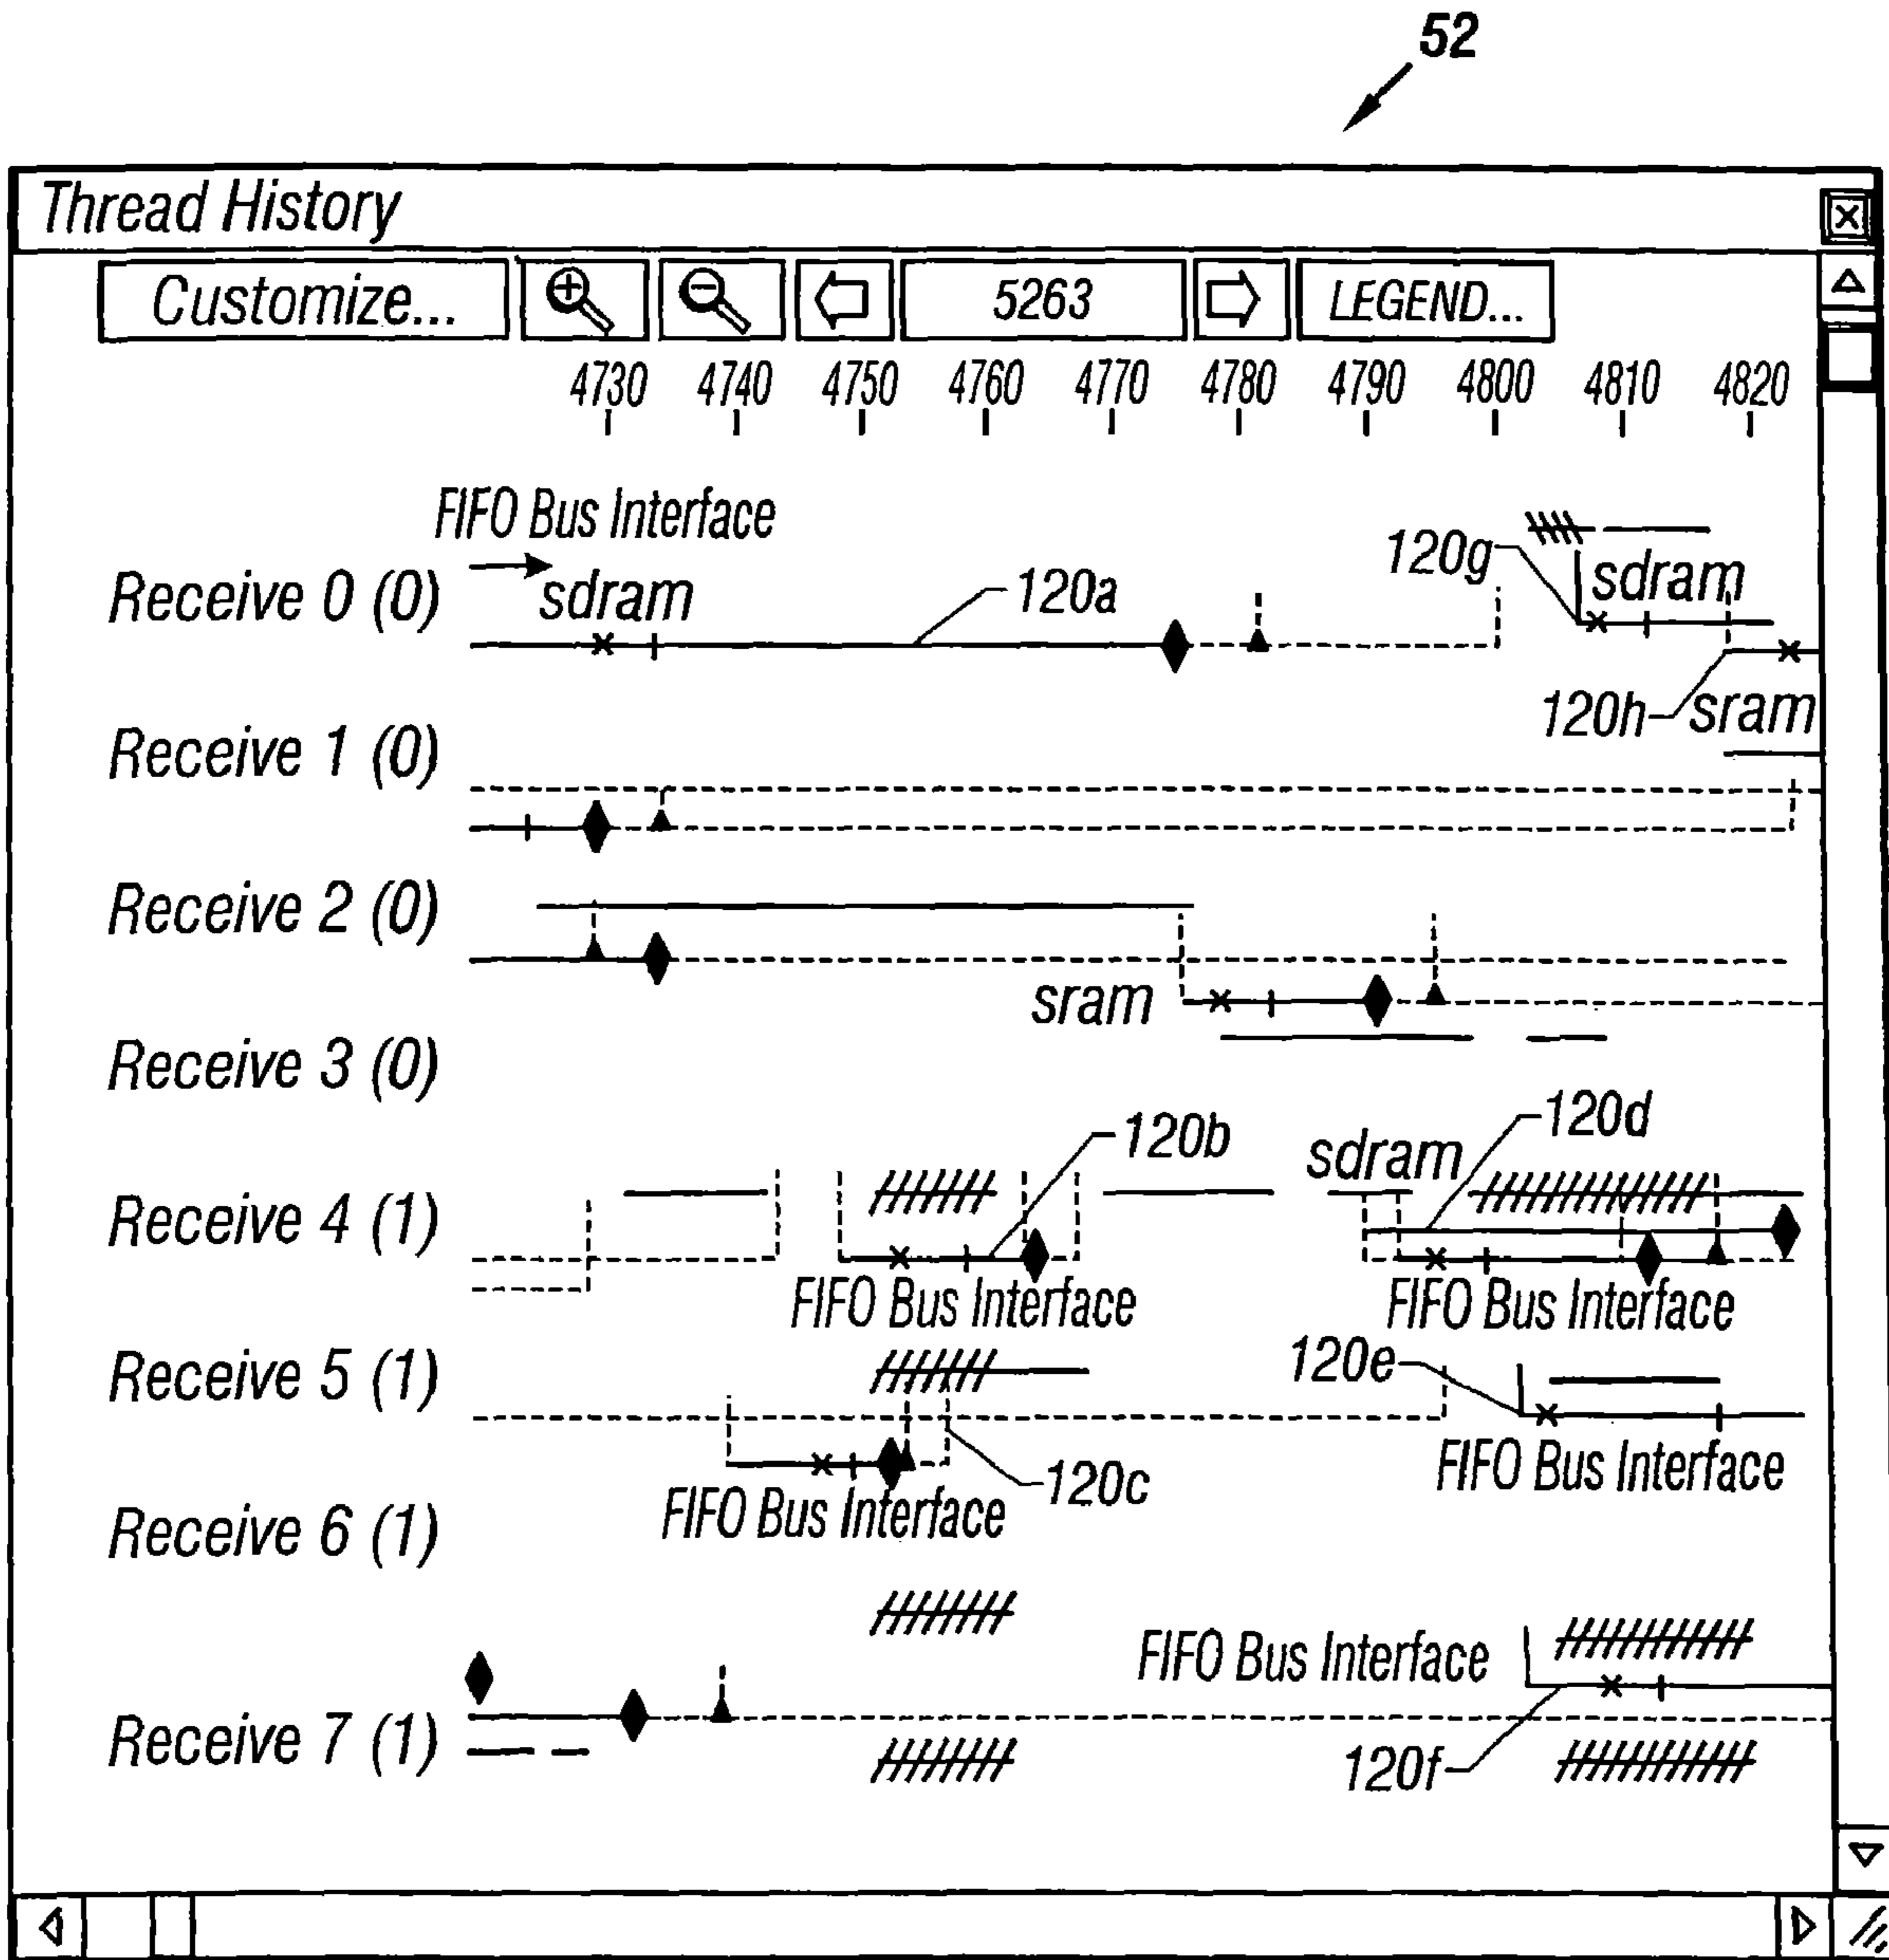 52
Thread History
Customize... 5263 LEGEND...
4730 4740 4750 4760 4770 4780 4790 4800 4810 4820
FIFO Bus Interface
Receive 0 (0) sdram 120a 120g sdram
120h sram
Receive 1 (0)
Receive 2 (0)
sram
Receive 3 (0)
120b sdram 120d
Receive 4 (1)
FIFO Bus Interface FIFO Bus Interface
Receive 5 (1) 120e
FIFO Bus Interface
120c
FIFO Bus Interface
Receive 6 (1)
FIFO Bus Interface
Receive 7 (1) 120f